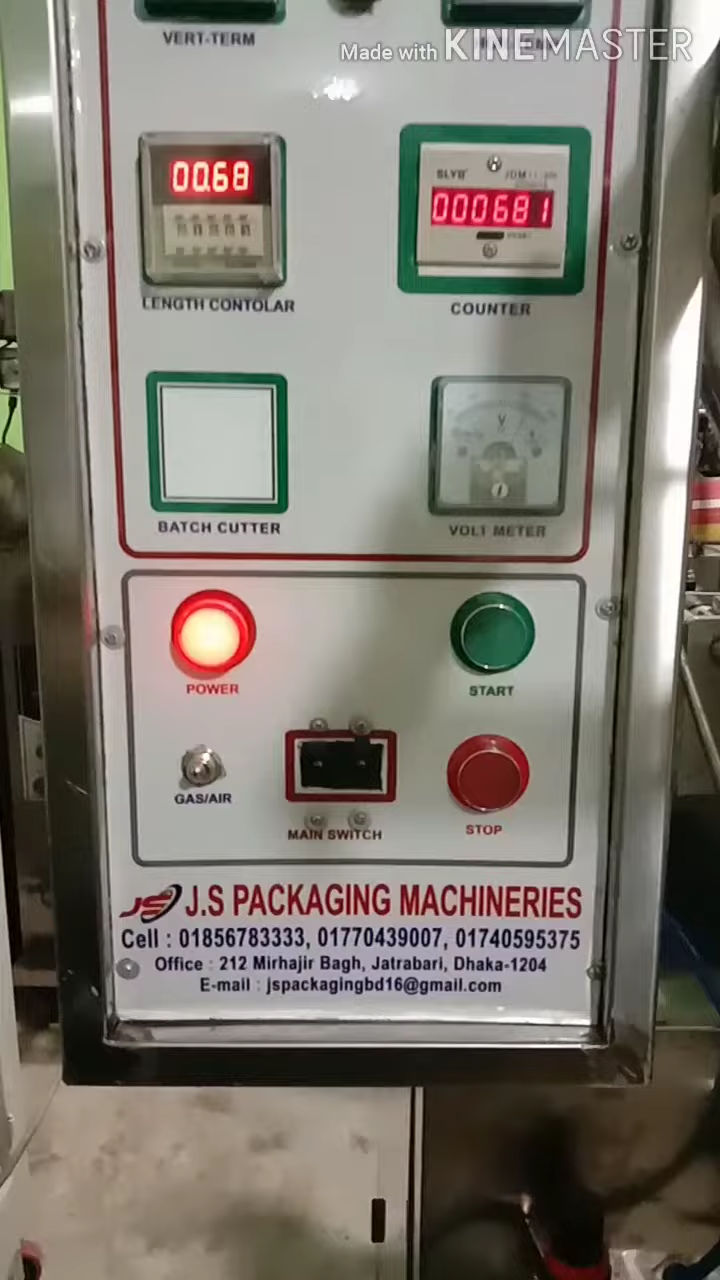 VERT-TERM
Made with KINEMASTER
00.68
SLYB
000681
LENGTH CONTOLAR
COUNTER
V
BATCH CUTTER
VOLT METER
POWER
START
GAS/AIR
MAIN SWITCH
STOP
JS J.S PACKAGING MACHINERIES
Cell : 01856783333, 01770439007, 01740595375
Office : 212 Mirhajir Bagh, Jatrabari, Dhaka-1204
E-mail : jspackagingbd16@gmail.com